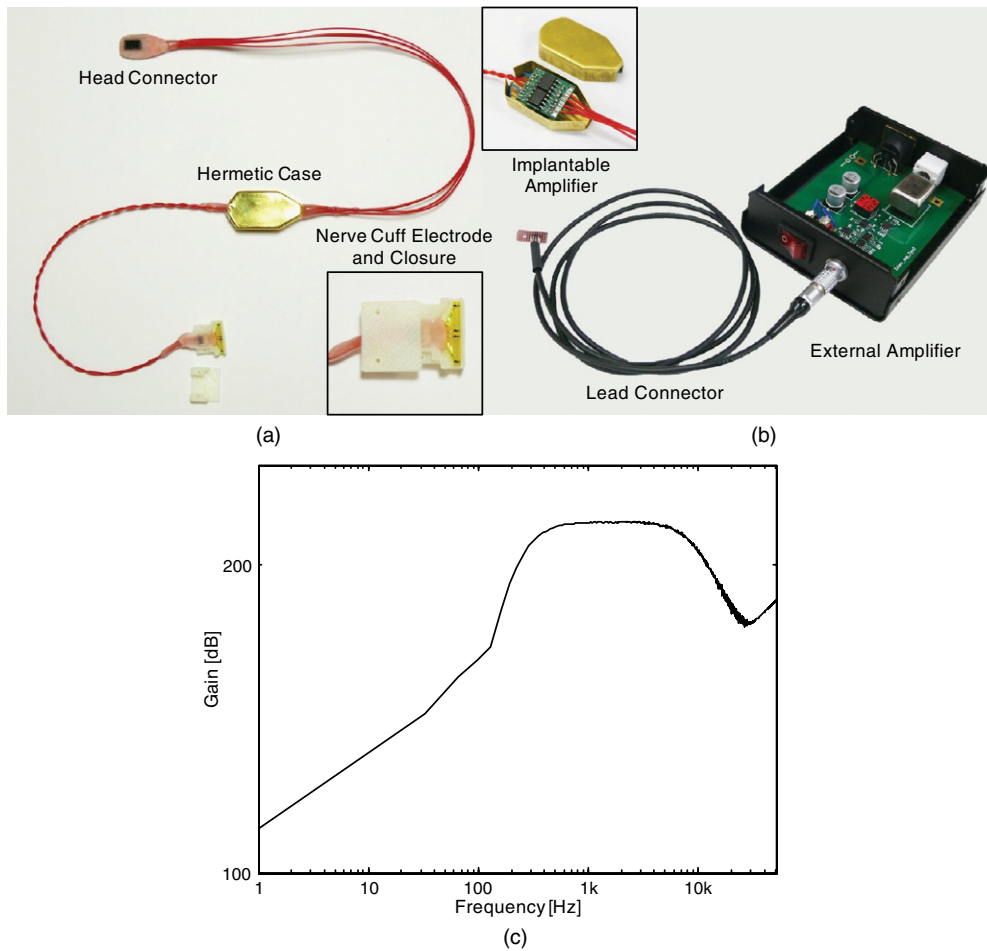 Head Connector
Hermetic Case
Nerve Cuff Electrode
and Closure
Implantable
Amplifier
External Amplifier
Lead Connector
(a)
(b)
200
100
Gain [dB]
1
10
100
1k
10k
Frequency [Hz]
(c)